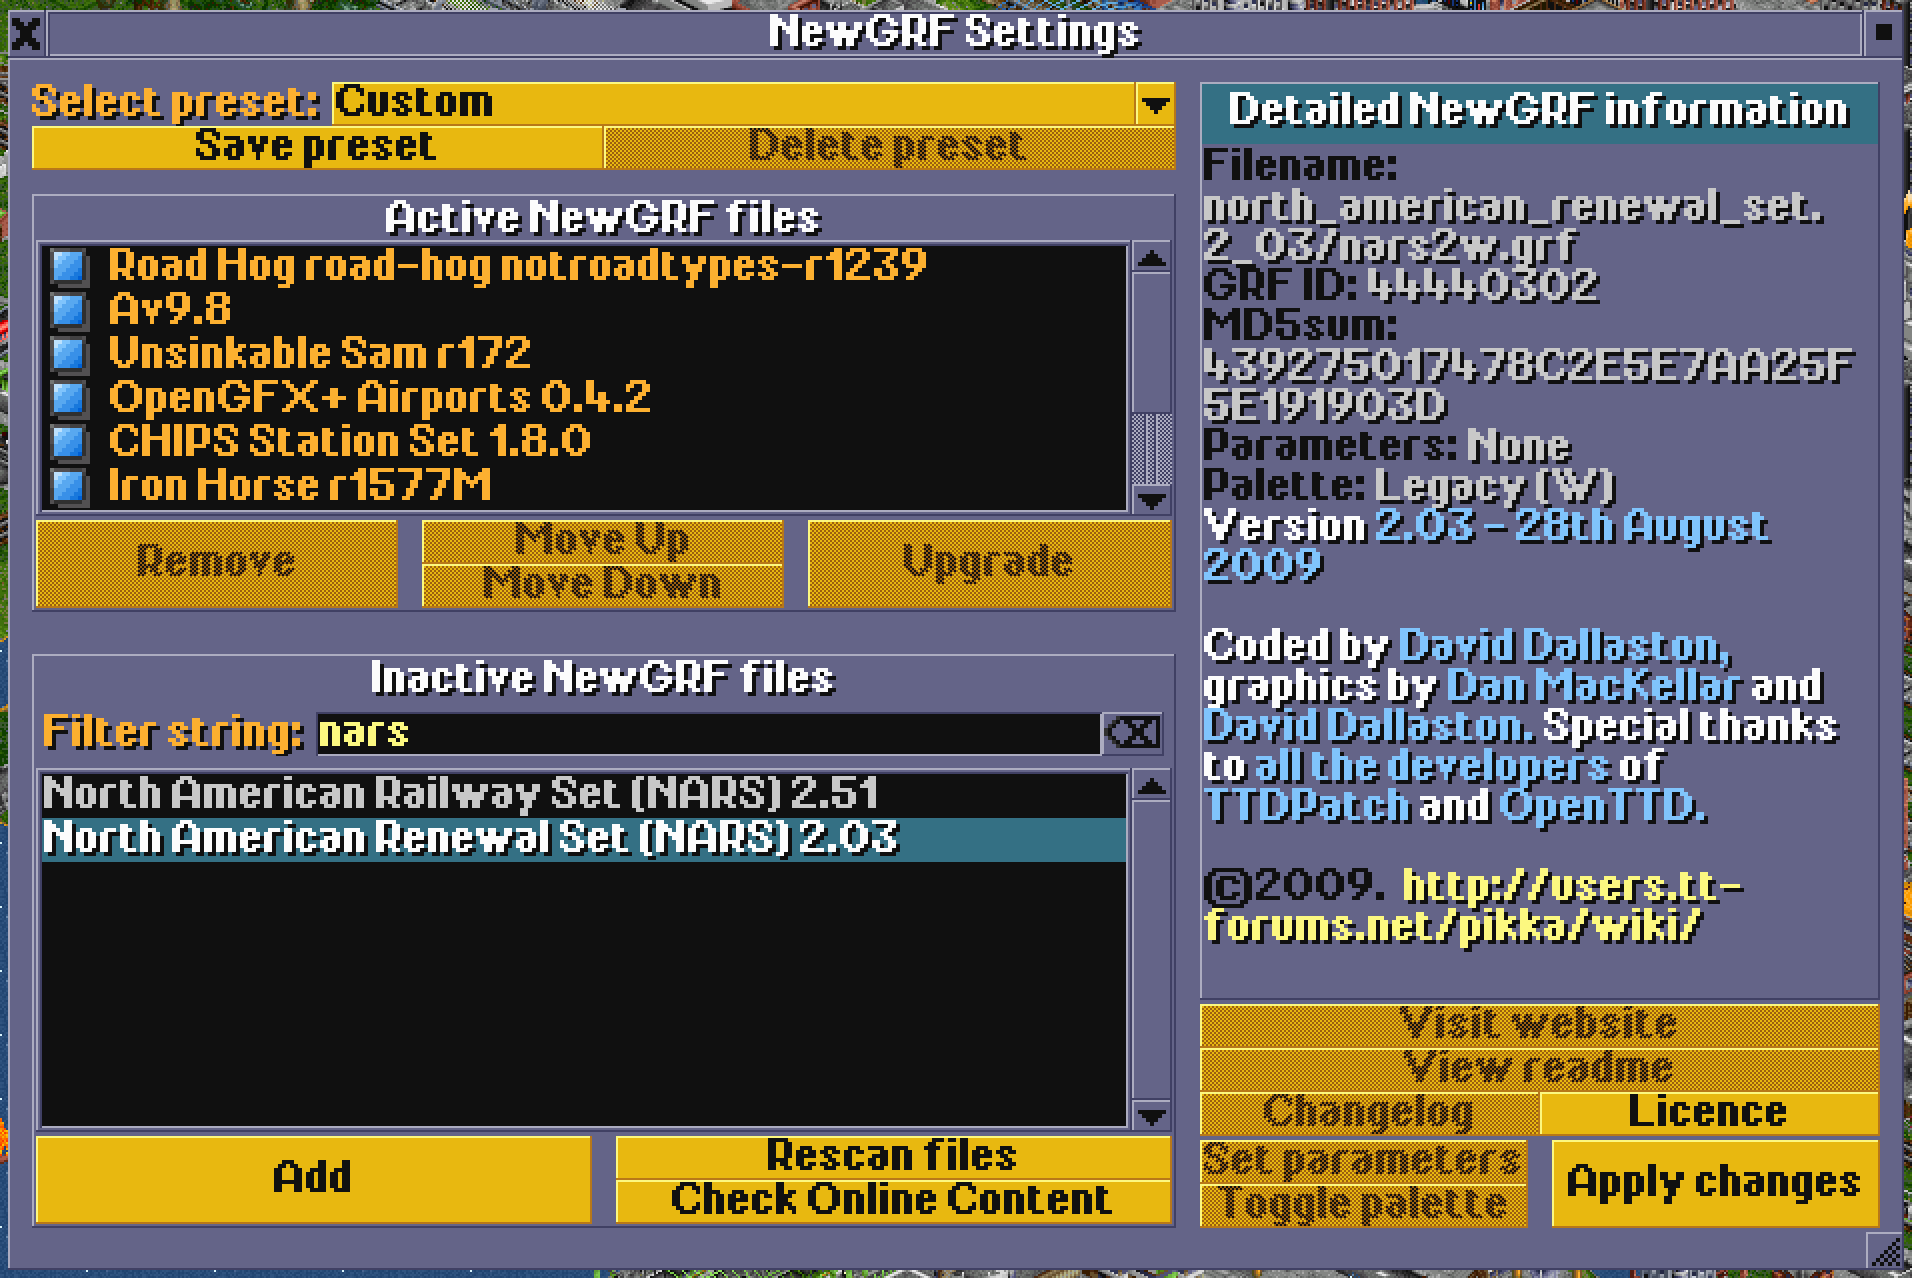 NewGRF Settings
Select preset: Custom
Save preset
Delete preset
Active NewGRF files
Road Hog road-hog notroadtypes-r1239
Av9.8
Unsinkable Sam r172
OpenGFX+ Airports 0.4.2
CHIPS Station Set 1.8.0
Iron Horse r1577M
Remove
Move Up
Move Down
Upgrade
Inactive NewGRF files
Filter string: nars
North American Railway Set (NARS) 2.51
North American Renewal Set (NARS) 2.03
Add
Rescan files
Check Online Content
Detailed NewGRF information
Filename:
north_american_renewal_set.
2_03/nars2w.grf
GRF ID: 44440302
MD5sum:
439275017478C2E5E7AA25F
5E191903D
Parameters: None
Palette: Legacy (W)
Version 2.03 - 28th August
2009
Coded by David Dallaston,
graphics by Dan MacKellar and
David Dallaston. Special thanks
to all the developers of
TTDPatch and OpenTTD.
©2009. http://users.tt-
forums.net/pikka/wiki/
Visit website
View readme
Changelog
Licence
Set parameters
Toggle palette
Apply changes